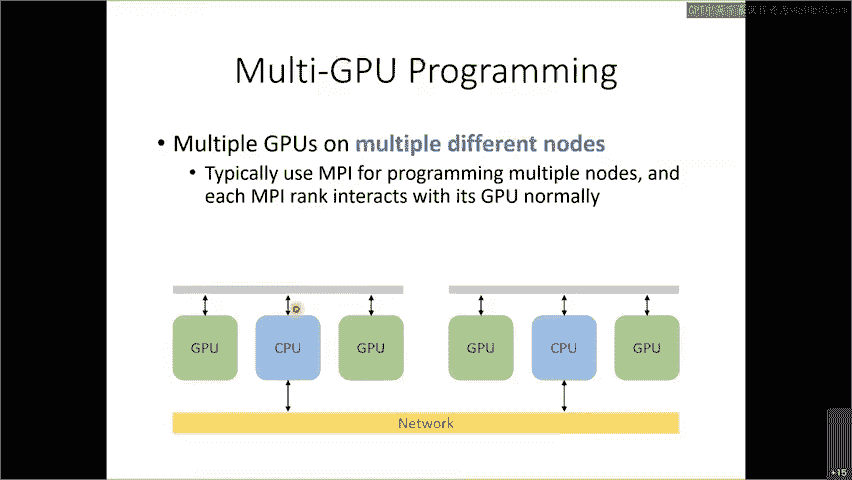 Multi-GPU Programming
• Multiple GPUs on multiple different nodes
• Typically use MPI for programming multiple nodes, and
each MPI rank interacts with its GPU normally
GPU CPU GPU GPU CPU GPU
Network
+15